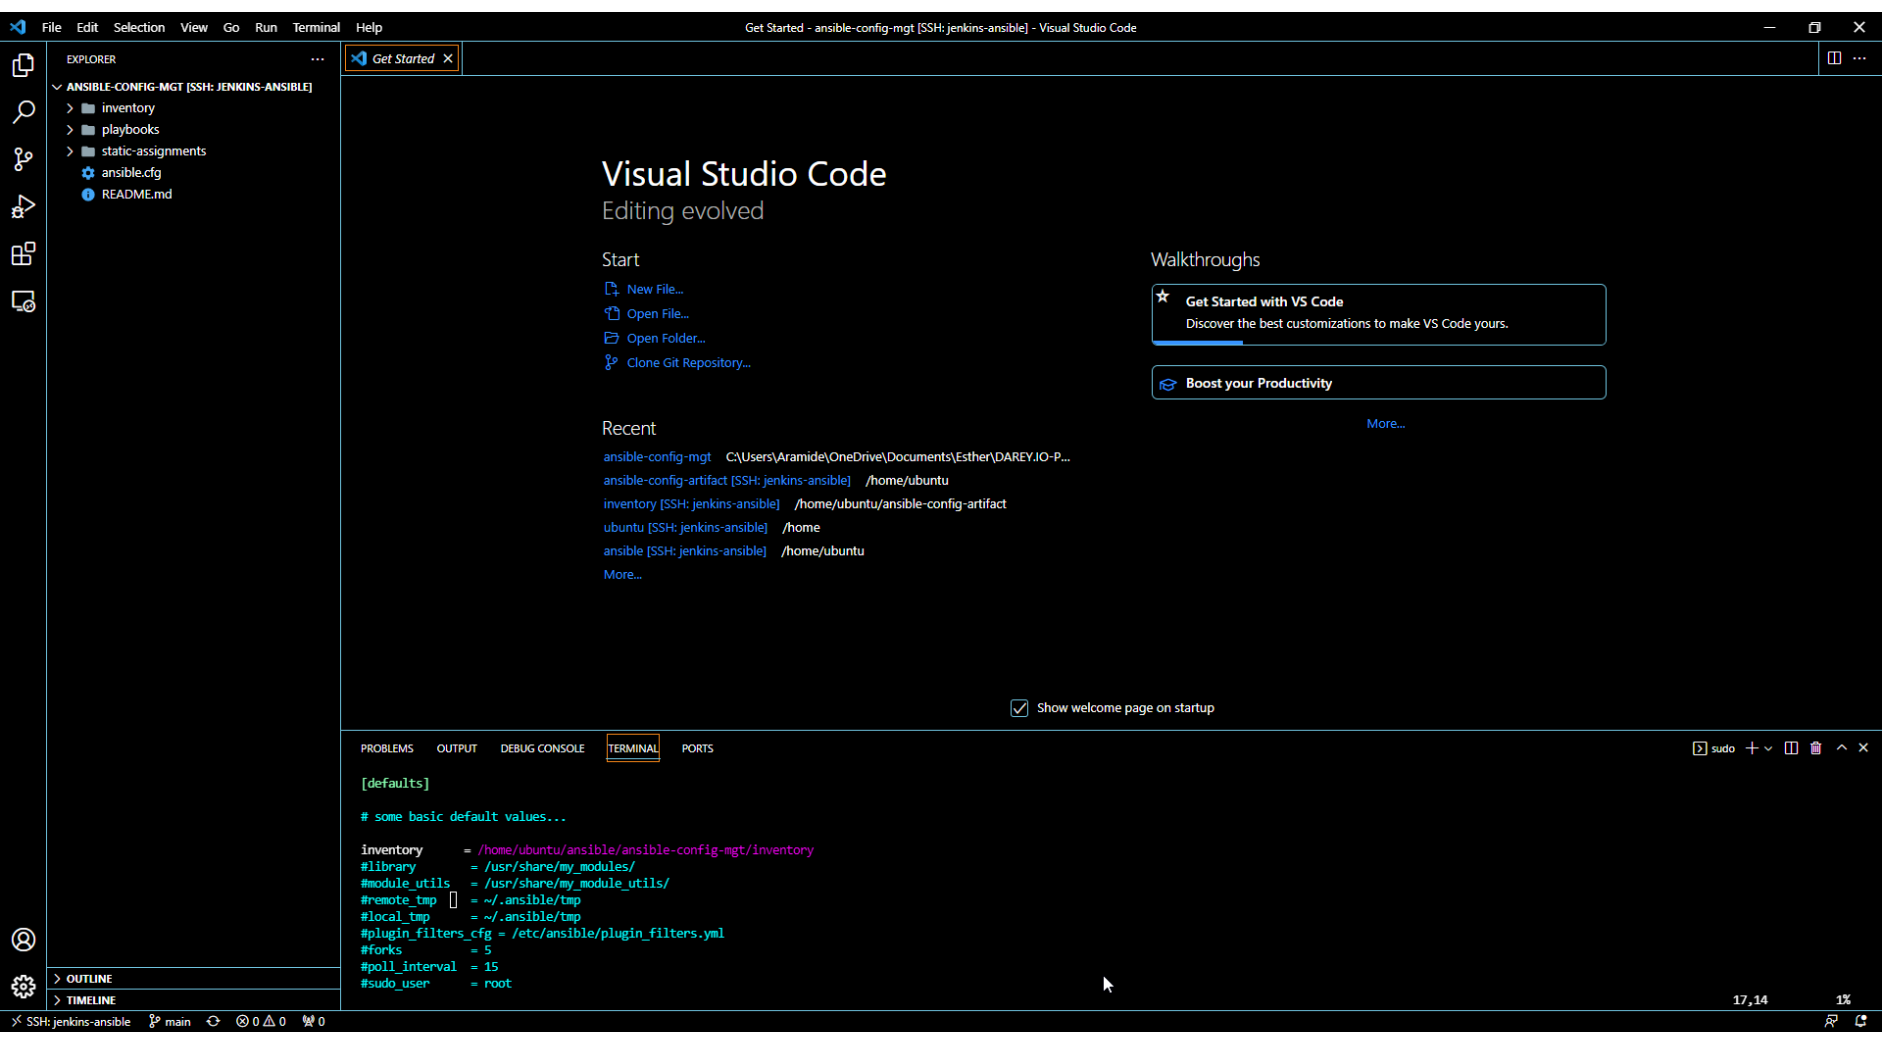 File Edit Selection View Go Run Terminal Help
Get Started - ansible-config-mgt [SSH: jenkins-ansible] - Visual Studio Code
EXPLORER
ANSIBLE-CONFIG-MGT [SSH: JENKINS-ANSIBLE]
inventory
playbooks
static-assignments
ansible.cfg
README.md
OUTLINE
TIMELINE
Get Started
Visual Studio Code
Editing evolved
Start
New File...
Open File...
Open Folder...
Clone Git Repository...
Recent
ansible-config-mgt C:\Users\Aramide\OneDrive\Documents\Esther\DAREY.IO-P...
ansible-config-artifact [SSH: jenkins-ansible] /home/ubuntu
inventory [SSH: jenkins-ansible] /home/ubuntu/ansible-config-artifact
ubuntu [SSH: jenkins-ansible] /home
ansible [SSH: jenkins-ansible] /home/ubuntu
More...
Walkthroughs
Get Started with VS Code
Discover the best customizations to make VS Code yours.
Boost your Productivity
More...
Show welcome page on startup
PROBLEMS OUTPUT DEBUG CONSOLE TERMINAL PORTS
sudo
[defaults]
# some basic default values...
inventory = /home/ubuntu/ansible/ansible-config-mgt/inventory
#library = /usr/share/my_modules/
#module_utils = /usr/share/my_module_utils/
#remote_tmp = ~/.ansible/tmp
#local_tmp = ~/.ansible/tmp
#plugin_filters_cfg = /etc/ansible/plugin_filters.yml
#forks = 5
#poll_interval = 15
#sudo_user = root
17,14 1%
SSH: jenkins-ansible main 0 0 0